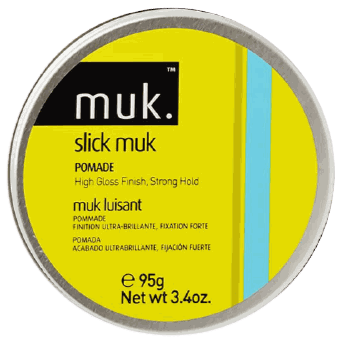 muk.™
slick muk
POMADE
High Gloss Finish, Strong Hold
muk luisant
POMMADE
FINITION ULTRA-BRILLANTE, FIXATION FORTE
POMADA
ACABADO ULTRABRILLANTE, FIJACIÓN FUERTE
℮ 95g
Net wt 3.4oz.